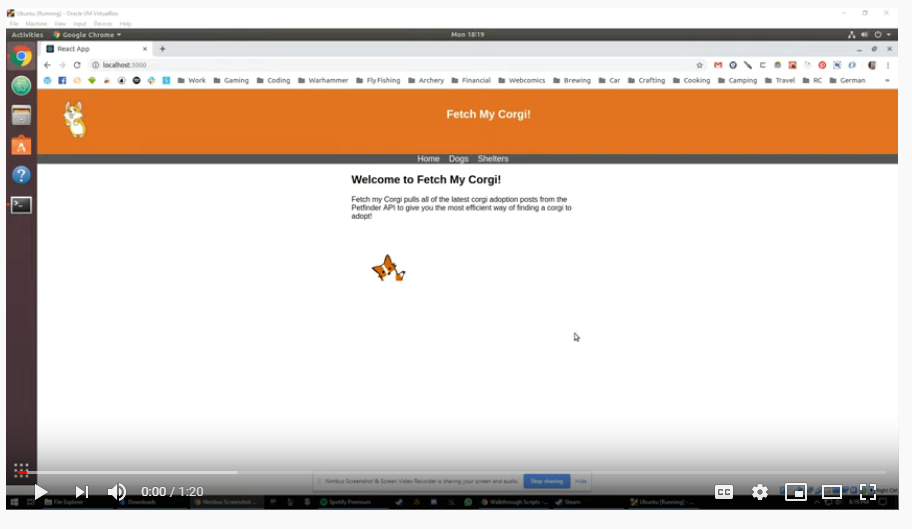 Ubuntu [Running] - Oracle VM VirtualBox
File Machine View Input Devices Help
Activities Google Chrome Mon 18:19
React App
localhost:3000
Work Gaming Coding Warhammer Fly Fishing Archery Financial Webcomics Brewing Car Crafting Cooking Camping Travel RC German
Fetch My Corgi!
Home Dogs Shelters
Welcome to Fetch My Corgi!
Fetch my Corgi pulls all of the latest corgi adoption posts from the
Petfinder API to give you the most efficient way of finding a corgi to
adopt!
Nimbus Screenshot & Screen Video Recorder is sharing your screen and audio. Stop sharing Hide
0:00 / 1:20 CC
File Explorer Downloads Nimbus Screenshot ... Spotify Premium Walkthrough Scripts -... Steam Ubuntu [Running] - ...
Right Ctrl